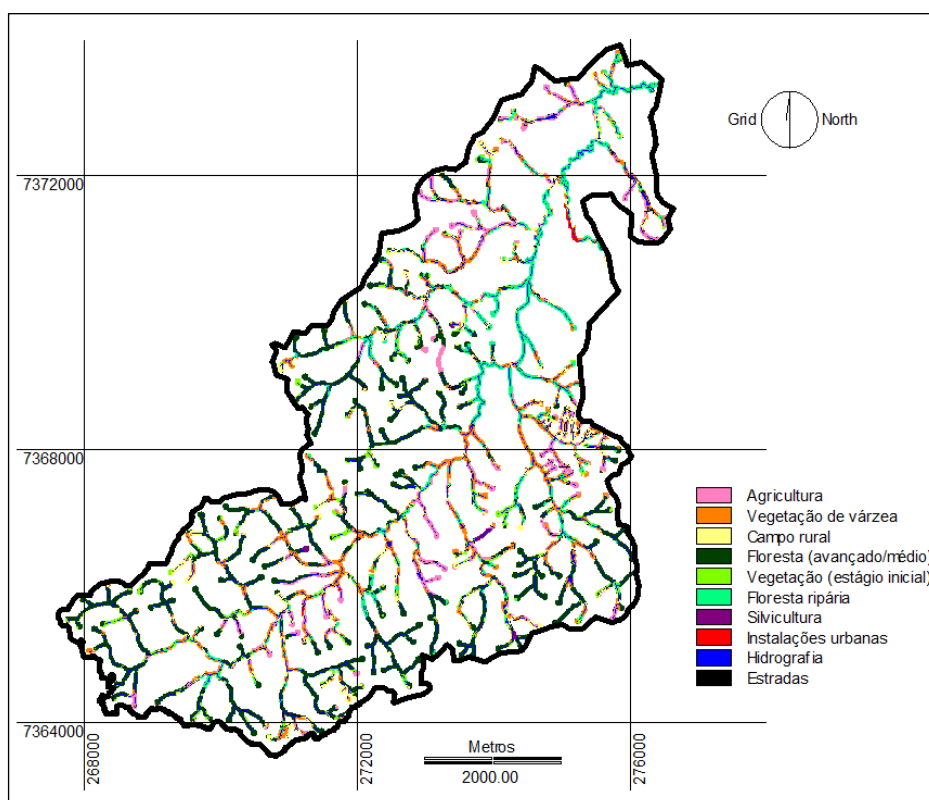 Grid North
7372000
7368000
Agricultura
Vegetação de várzea
Campo rural
Floresta (avançado/médio)
Vegetação (estágio inicial)
Floresta ripária
Silvicultura
Instalações urbanas
Hidrografia
Estradas
7364000
268000
272000
276000
Metros
2000.00